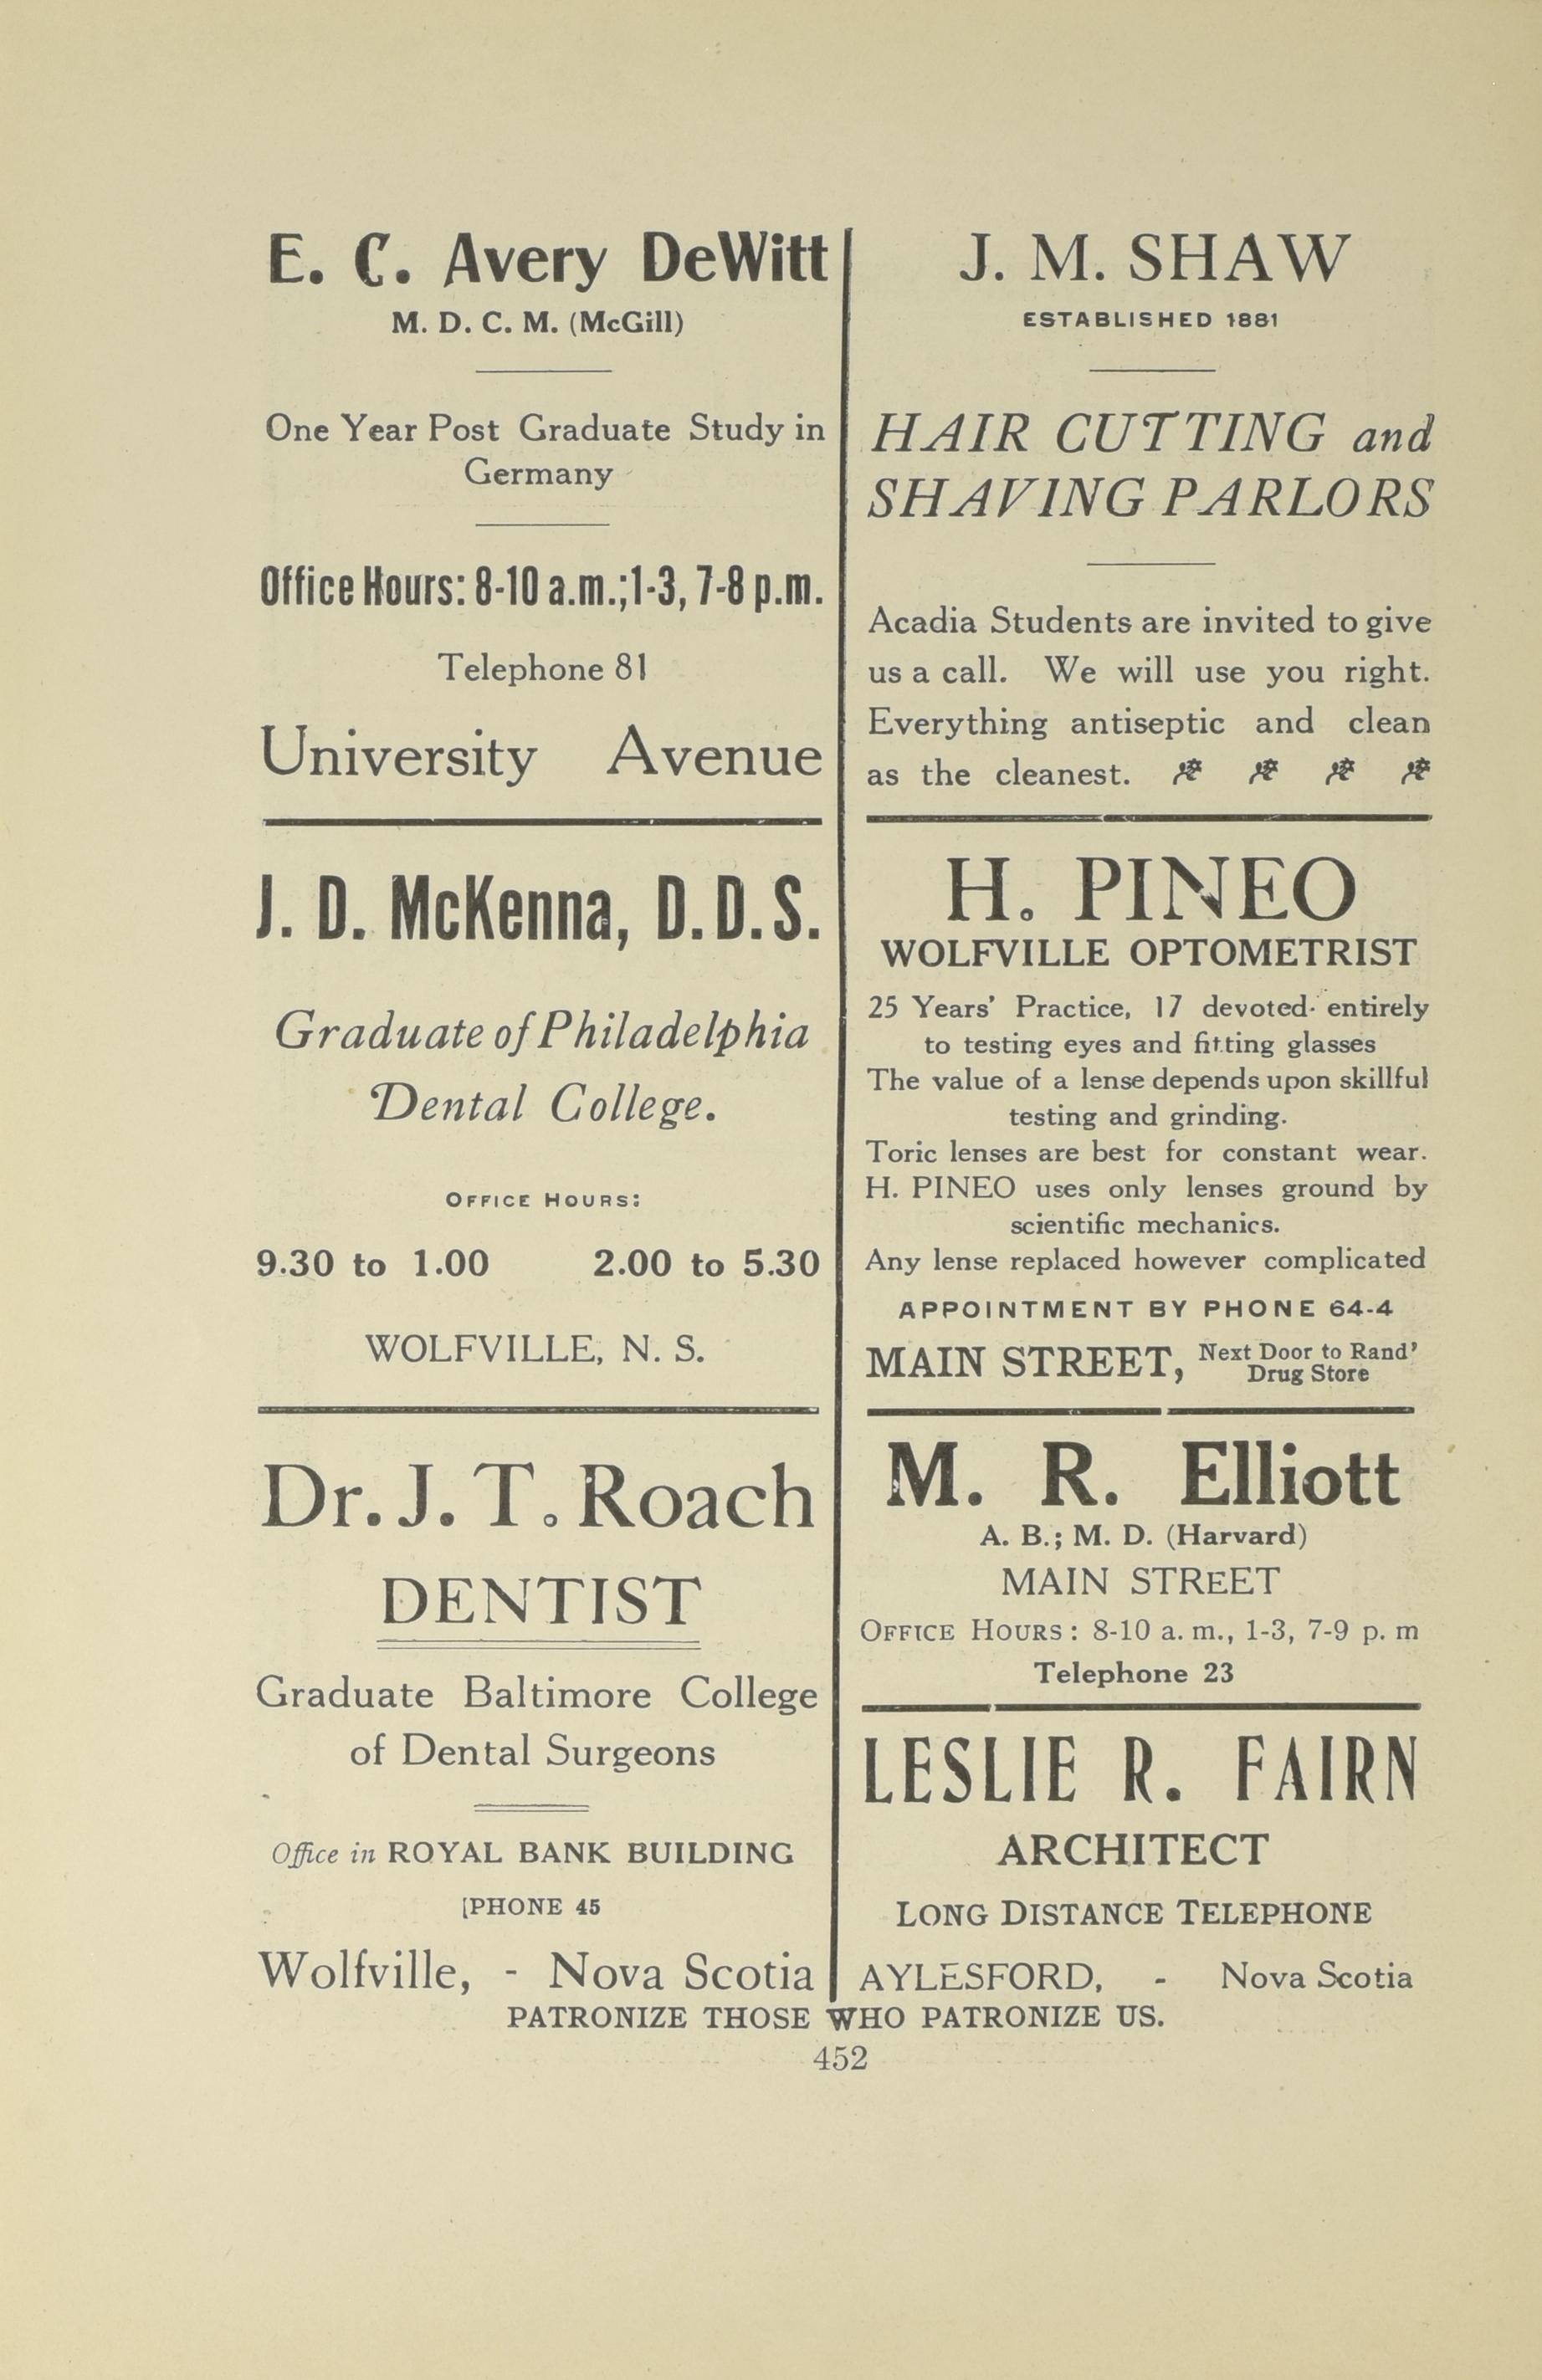 E. C. Avery DeWitt
M. D. C. M. (McGill)
One Year Post Graduate Study in
Germany
Office Hours: 8-10 a.m.;1-3, 7-8 p.m.
Telephone 81
University Avenue
J. D. McKenna, D.D.S.
Graduate of Philadelphia
Dental College.
OFFICE HOURS:
9.30 to 1.00 2.00 to 5.30
WOLFVILLE, N. S.
Dr. J. T. Roach
DENTIST
Graduate Baltimore College
of Dental Surgeons
Office in ROYAL BANK BUILDING
[PHONE 45
Wolfville, - Nova Scotia
J. M. SHAW
ESTABLISHED 1881
HAIR CUTTING and
SHAVING PARLORS
Acadia Students are invited to give
us a call. We will use you right.
Everything antiseptic and clean
as the cleanest.
H. PINEO
WOLFVILLE OPTOMETRIST
25 Years' Practice, 17 devoted entirely
to testing eyes and fitting glasses
The value of a lense depends upon skillful
testing and grinding.
Toric lenses are best for constant wear.
H. PINEO uses only lenses ground by
scientific mechanics.
Any lense replaced however complicated
APPOINTMENT BY PHONE 64-4
MAIN STREET, Next Door to Rand'
Drug Store
M. R. Elliott
A. B.; M. D. (Harvard)
MAIN STREET
OFFICE HOURS: 8-10 a. m., 1-3, 7-9 p. m
Telephone 23
LESLIE R. FAIRN
ARCHITECT
LONG DISTANCE TELEPHONE
AYLESFORD, - Nova Scotia
PATRONIZE THOSE WHO PATRONIZE US.
452